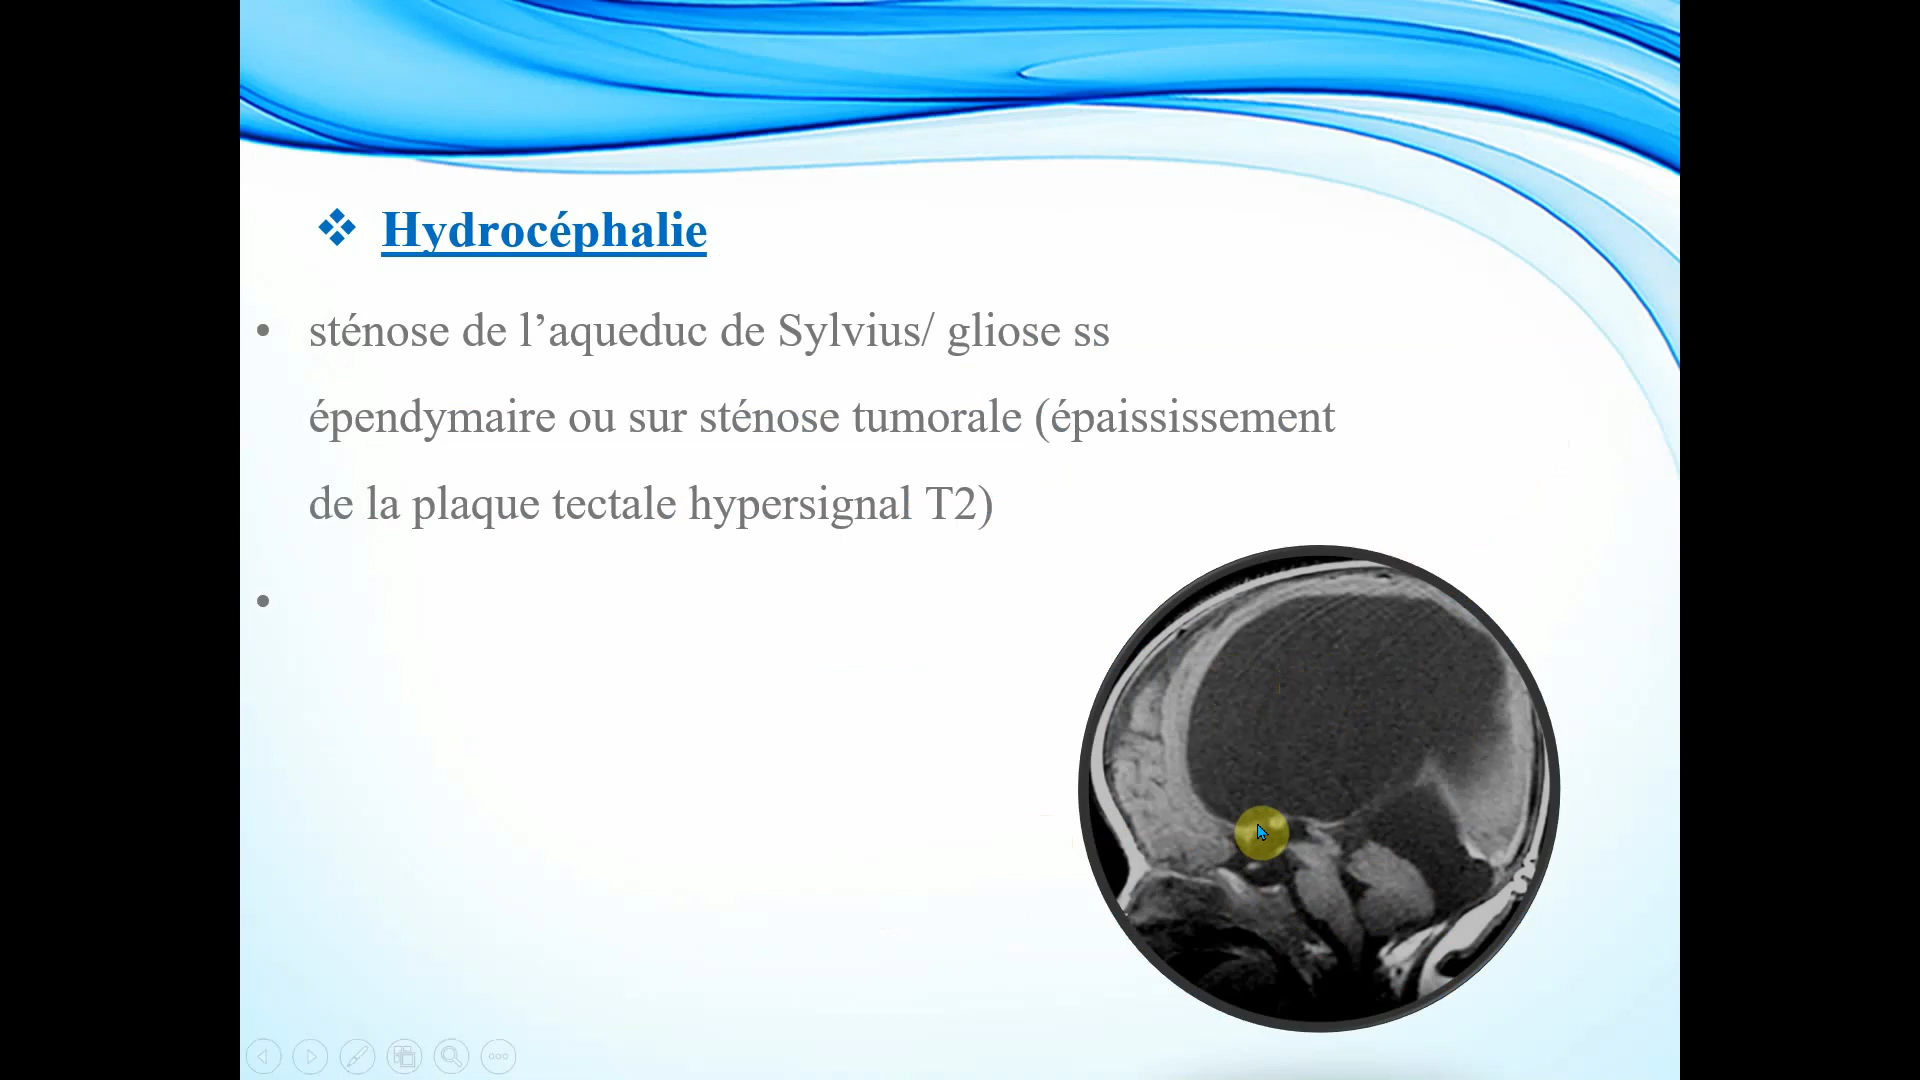 ❖ Hydrocéphalie
• sténose de l’aqueduc de Sylvius/ gliose ss
épendymaire ou sur sténose tumorale (épaississement
de la plaque tectale hypersignal T2)
•